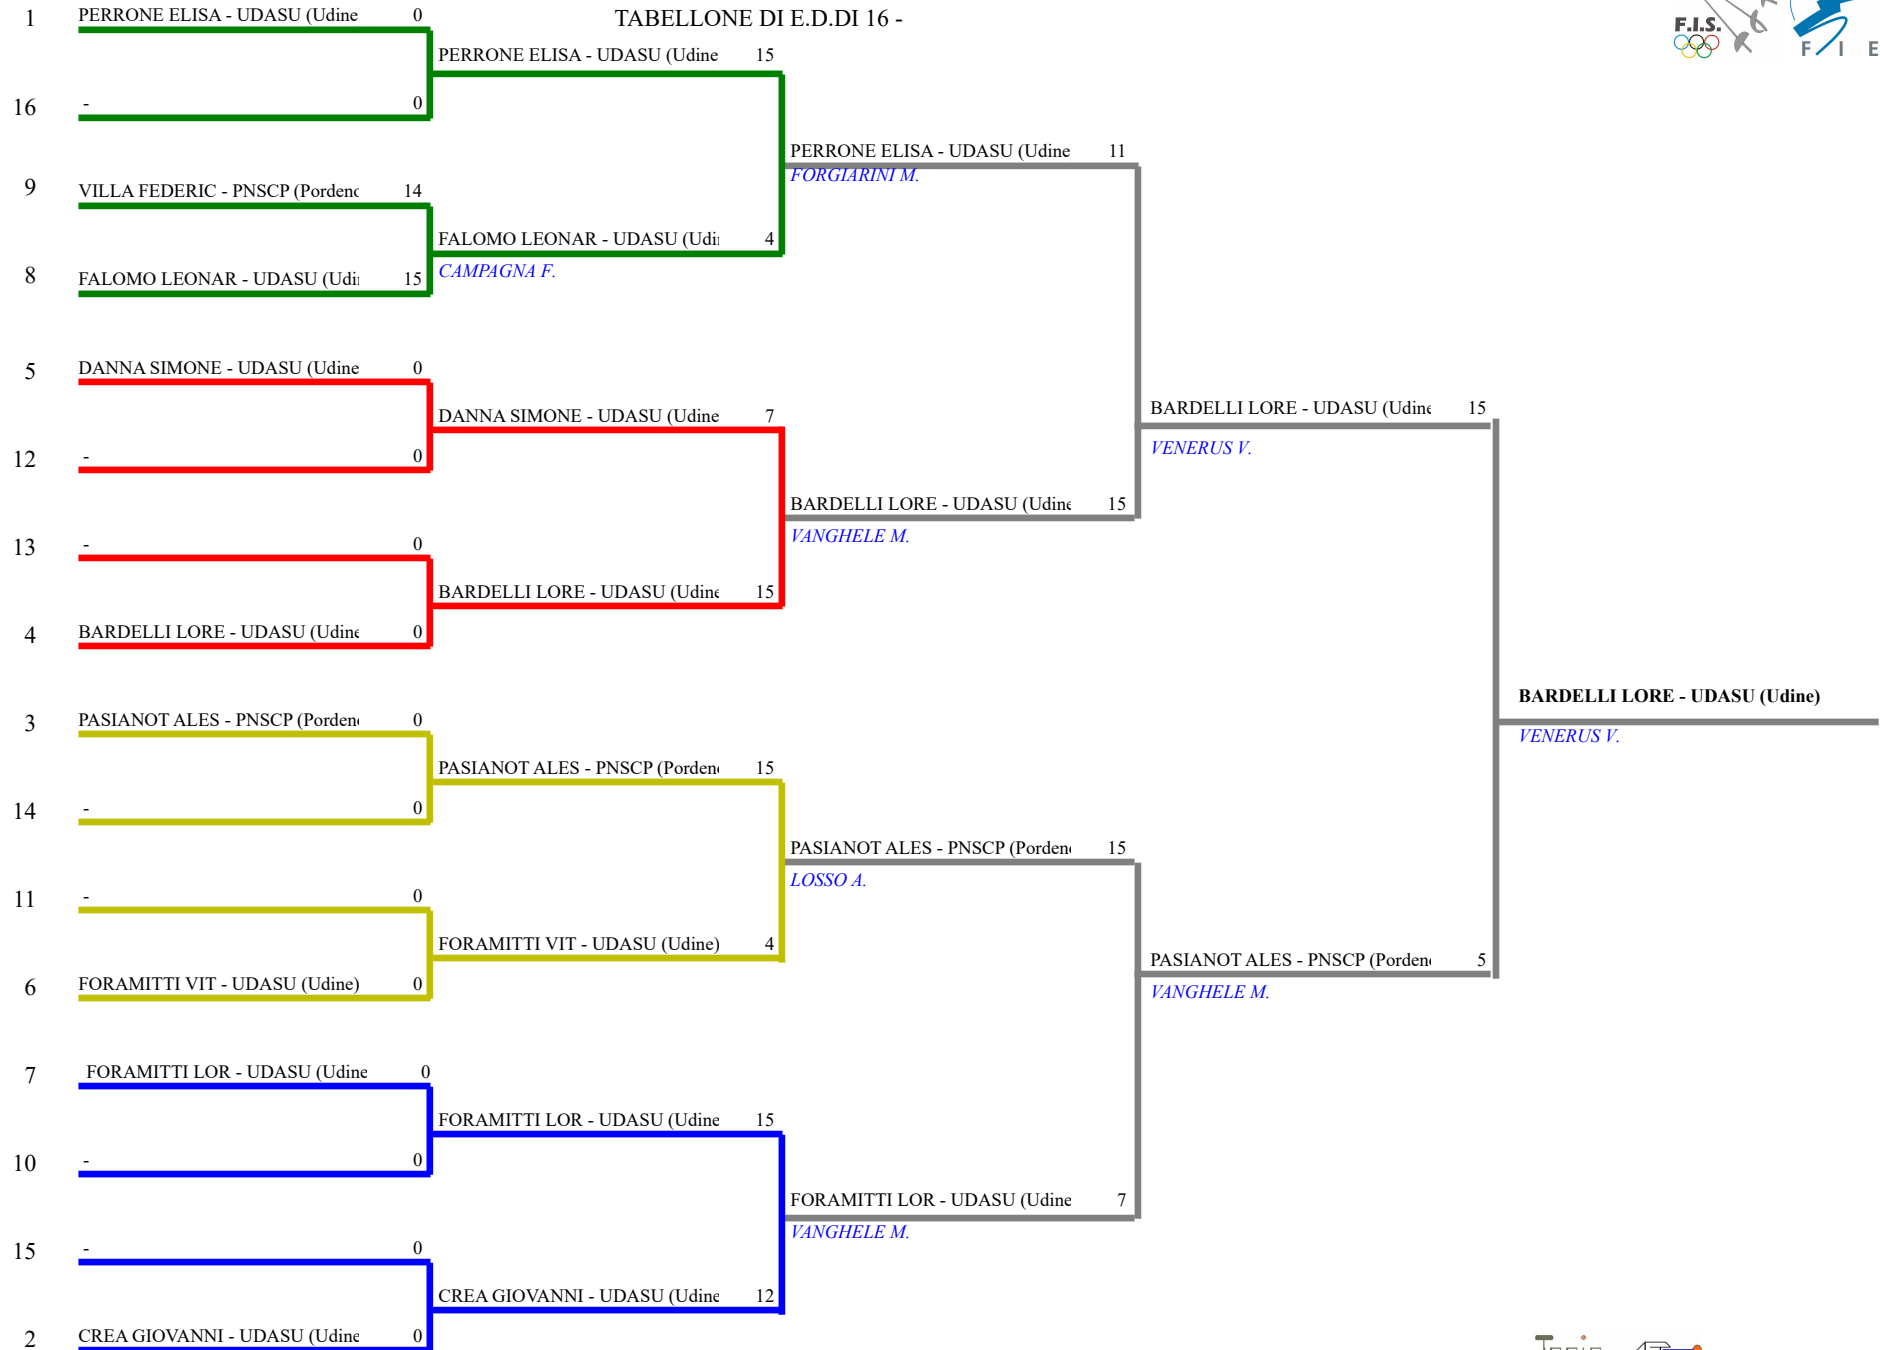 TABELLONE DI E.D.DI 16 -
F.I.S.
F I E
1 PERRONE ELISA - UDASU (Udine 0
PERRONE ELISA - UDASU (Udine 15
16 - 0
PERRONE ELISA - UDASU (Udine 11
FORGIARINI M.
9 VILLA FEDERIC - PNSCP (Pordeno 14
FALOMO LEONAR - UDASU (Udi 4
CAMPAGNA F.
8 FALOMO LEONAR - UDASU (Udi 15
5 DANNA SIMONE - UDASU (Udine 0
BARDELLI LORE - UDASU (Udine 15
VENERUS V.
DANNA SIMONE - UDASU (Udine 7
12 - 0
BARDELLI LORE - UDASU (Udine 15
VANGHELE M.
13 - 0
BARDELLI LORE - UDASU (Udine 15
4 BARDELLI LORE - UDASU (Udine 0
BARDELLI LORE - UDASU (Udine)
VENERUS V.
3 PASIANOT ALES - PNSCP (Porden 0
PASIANOT ALES - PNSCP (Porden 15
14 - 0
PASIANOT ALES - PNSCP (Porden 15
LOSSO A.
11 - 0
FORAMITTI VIT - UDASU (Udine) 4
PASIANOT ALES - PNSCP (Porden 5
VANGHELE M.
6 FORAMITTI VIT - UDASU (Udine) 0
7 FORAMITTI LOR - UDASU (Udine 0
FORAMITTI LOR - UDASU (Udine 15
10 - 0
FORAMITTI LOR - UDASU (Udine 7
VANGHELE M.
15 - 0
CREA GIOVANNI - UDASU (Udine 12
2 CREA GIOVANNI - UDASU (Udine 0